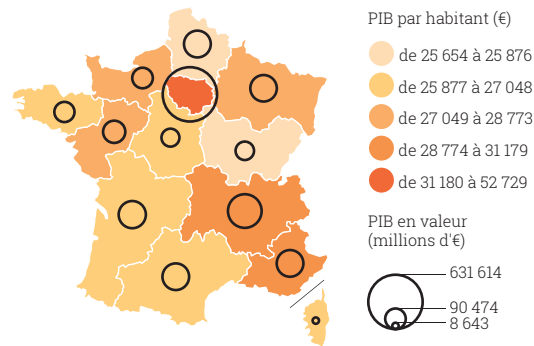 PIB par habitant (€)
de 25 654 à 25 876
de 25 877 à 27 048
de 27 049 à 28 773
de 28 774 à 31 179
de 31 180 à 52 729
PIB en valeur
(millions d'€)
631 614
90 474
8 643